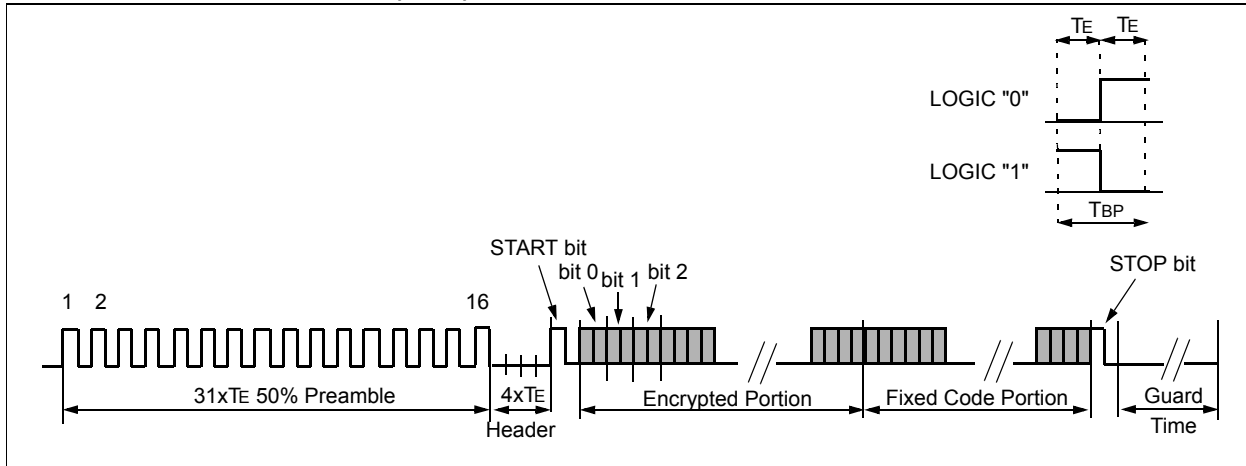 TE TE
LOGIC "0"
LOGIC "1"
TBP
START bit
bit 0 bit 1 bit 2
STOP bit
1 2 16
31xTE 50% Preamble
4xTE
Header
Encrypted Portion
Fixed Code Portion
Guard
Time